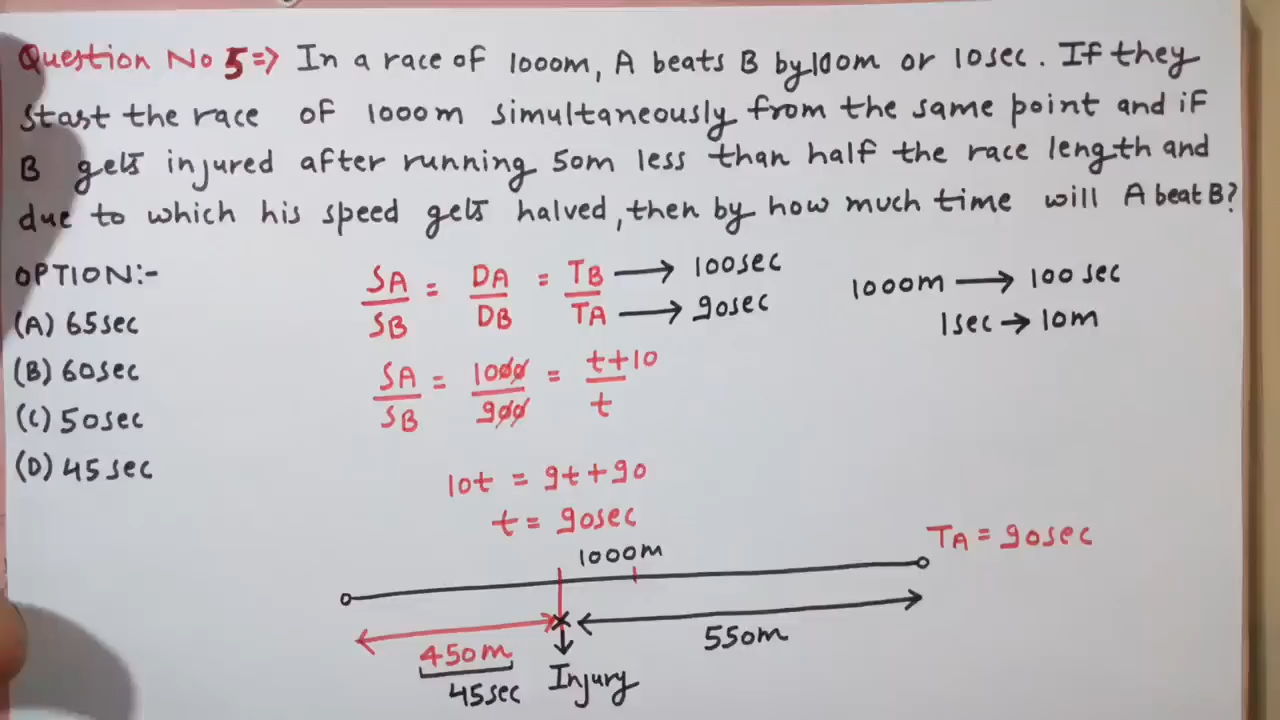 Question No 5=> In a race of 1000m, A beats B by 100m or 10sec. If they
start the race of 1000m simultaneously from the same point and if
B gets injured after running 50m less than half the race length and
due to which his speed gets halved, then by how much time will A beat B?
OPTION:-
(A) 65sec
(B) 60sec
(C) 50sec
(D) 45sec
SA/SB = DA/DB = TB/TA
→ 100sec
→ 90sec
1000m → 100sec
1sec → 10m
SA/SB = 1000/900 = t+10/t
10t = 9t+90
t = 90sec
TA = 90sec
1000m
450m
45sec
Injury
550m